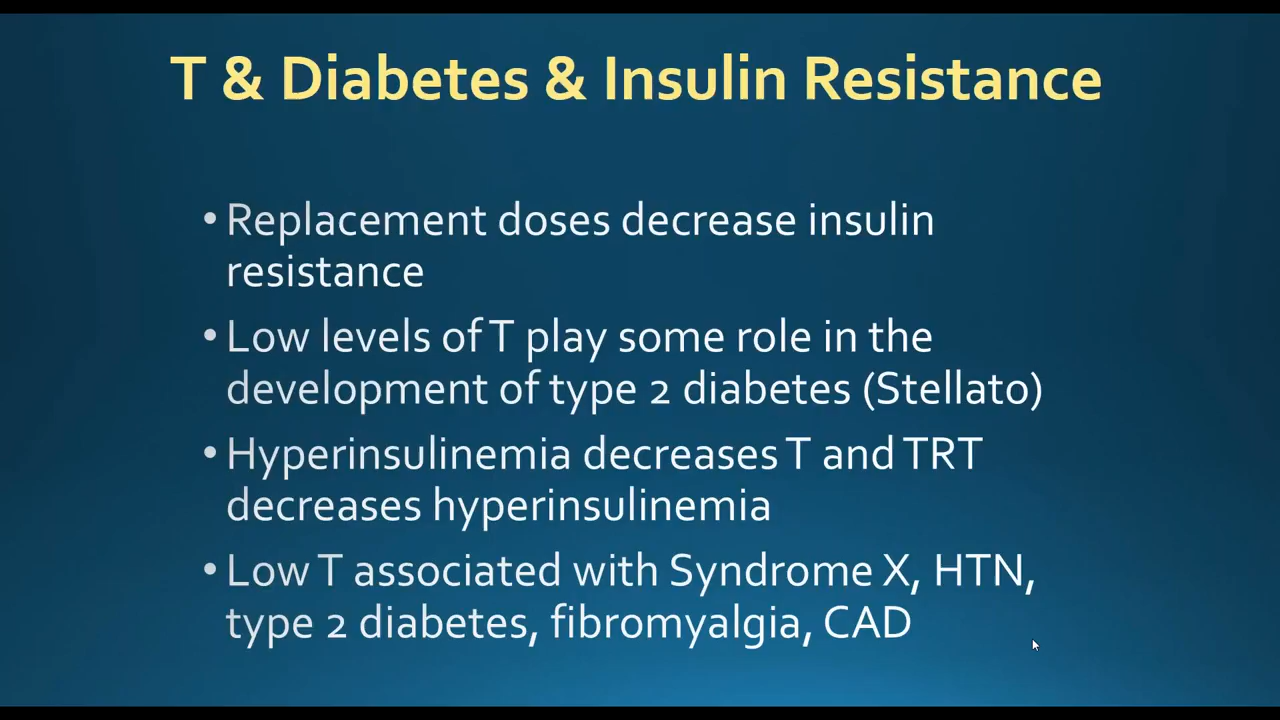 T & Diabetes & Insulin Resistance
• Replacement doses decrease insulin
resistance
• Low levels of T play some role in the
development of type 2 diabetes (Stellato)
• Hyperinsulinemia decreases T and TRT
decreases hyperinsulinemia
• Low T associated with Syndrome X, HTN,
type 2 diabetes, fibromyalgia, CAD